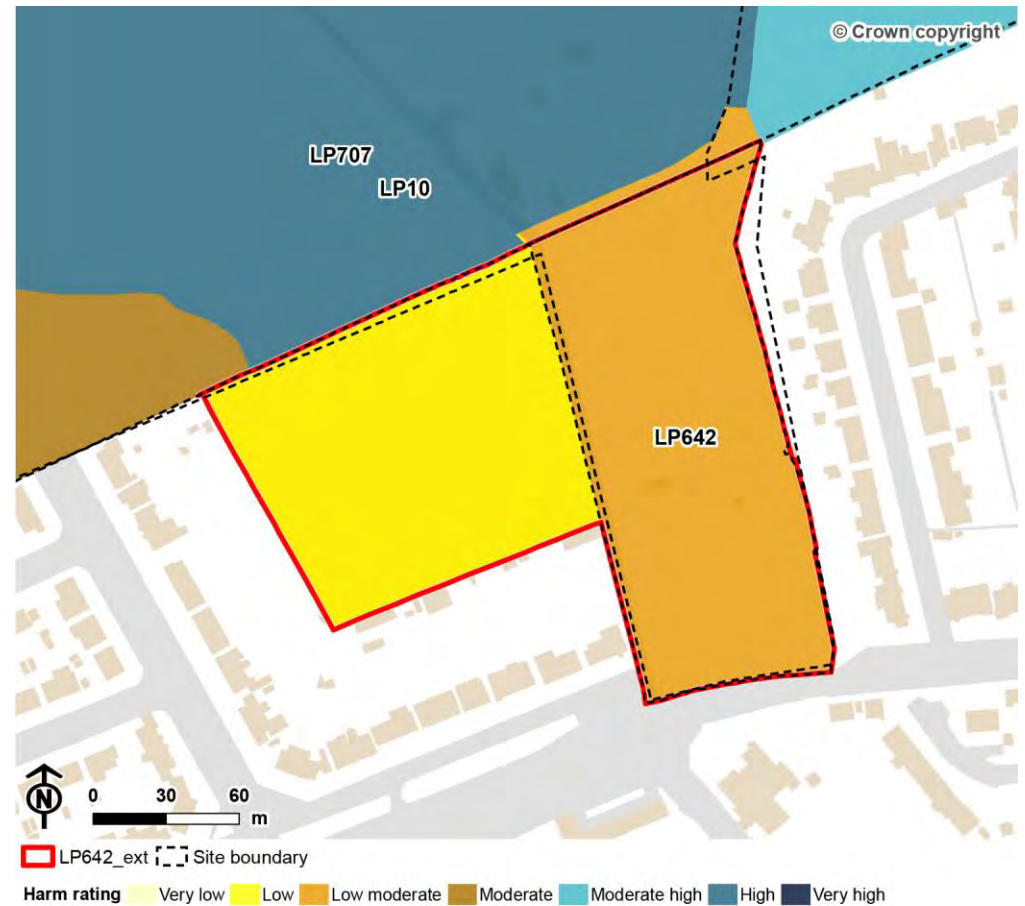 © Crown copyright
LP707
LP10
LP642
N
0 30 60
m
LP642_ext Site boundary
Harm rating Very low Low Low moderate Moderate Moderate high High Very high